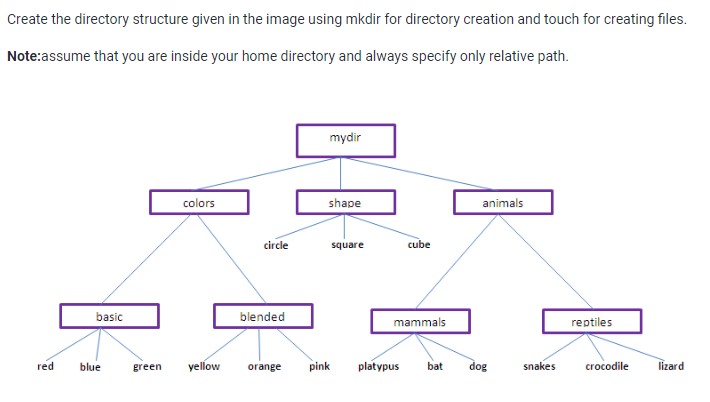 Create the directory structure given in the image using mkdir for directory creation and touch for creating files.
Note:assume that you are inside your home directory and always specify only relative path.
mydir
colors shape animals
circle square cube
basic blended mammals reptiles
red blue green yellow orange pink platypus bat dog snakes crocodile lizard